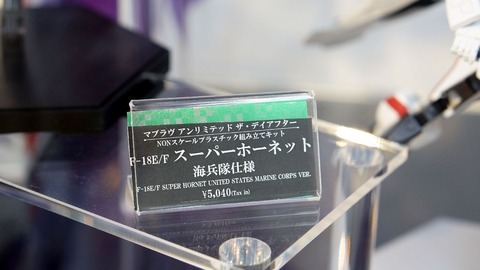 マブラヴ アンリミテッド ザ・デイアフター
NONスケールプラスチック組み立てキット
F-18E/F スーパーホーネット
海兵隊仕様
F-18E/F SUPER HORNET UNITED STATES MARINE CORPS VER.
¥5,040(Tax in)